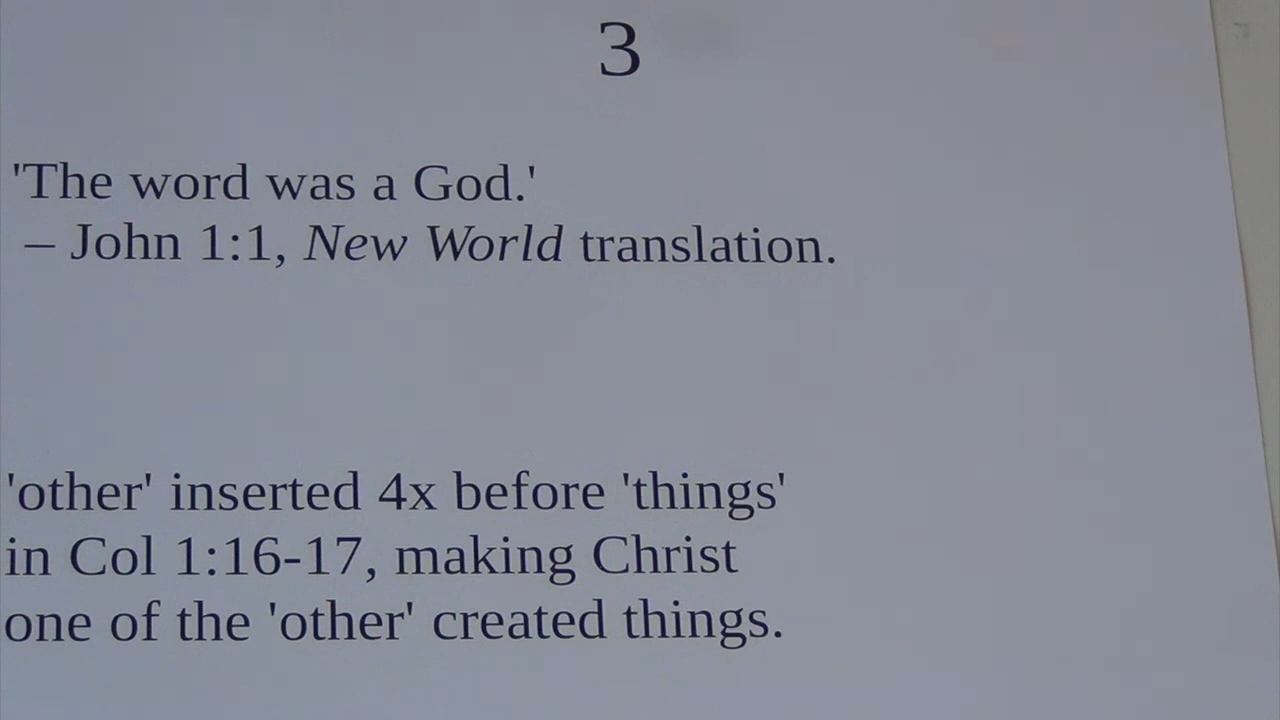 3
'The word was a God.'
– John 1:1, New World translation.
'other' inserted 4x before 'things'
in Col 1:16-17, making Christ
one of the 'other' created things.